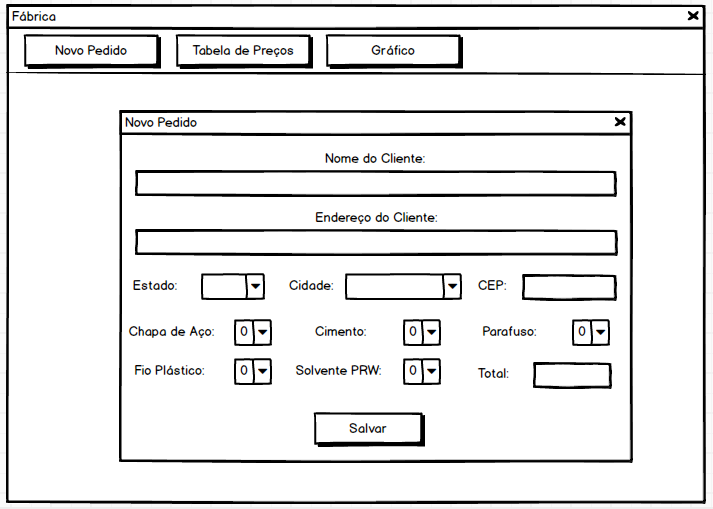 Fábrica
Novo Pedido Tabela de Preços Gráfico
Novo Pedido
Nome do Cliente:
Endereço do Cliente:
Estado: Cidade: CEP:
Chapa de Aço: 0 Cimento: 0 Parafuso: 0
Fio Plástico: 0 Solvente PRW: 0 Total:
Salvar